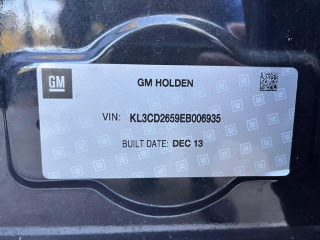 GM
GM HOLDEN
VIN: KL3CD2659EB006935
BUILT DATE: DEC 13